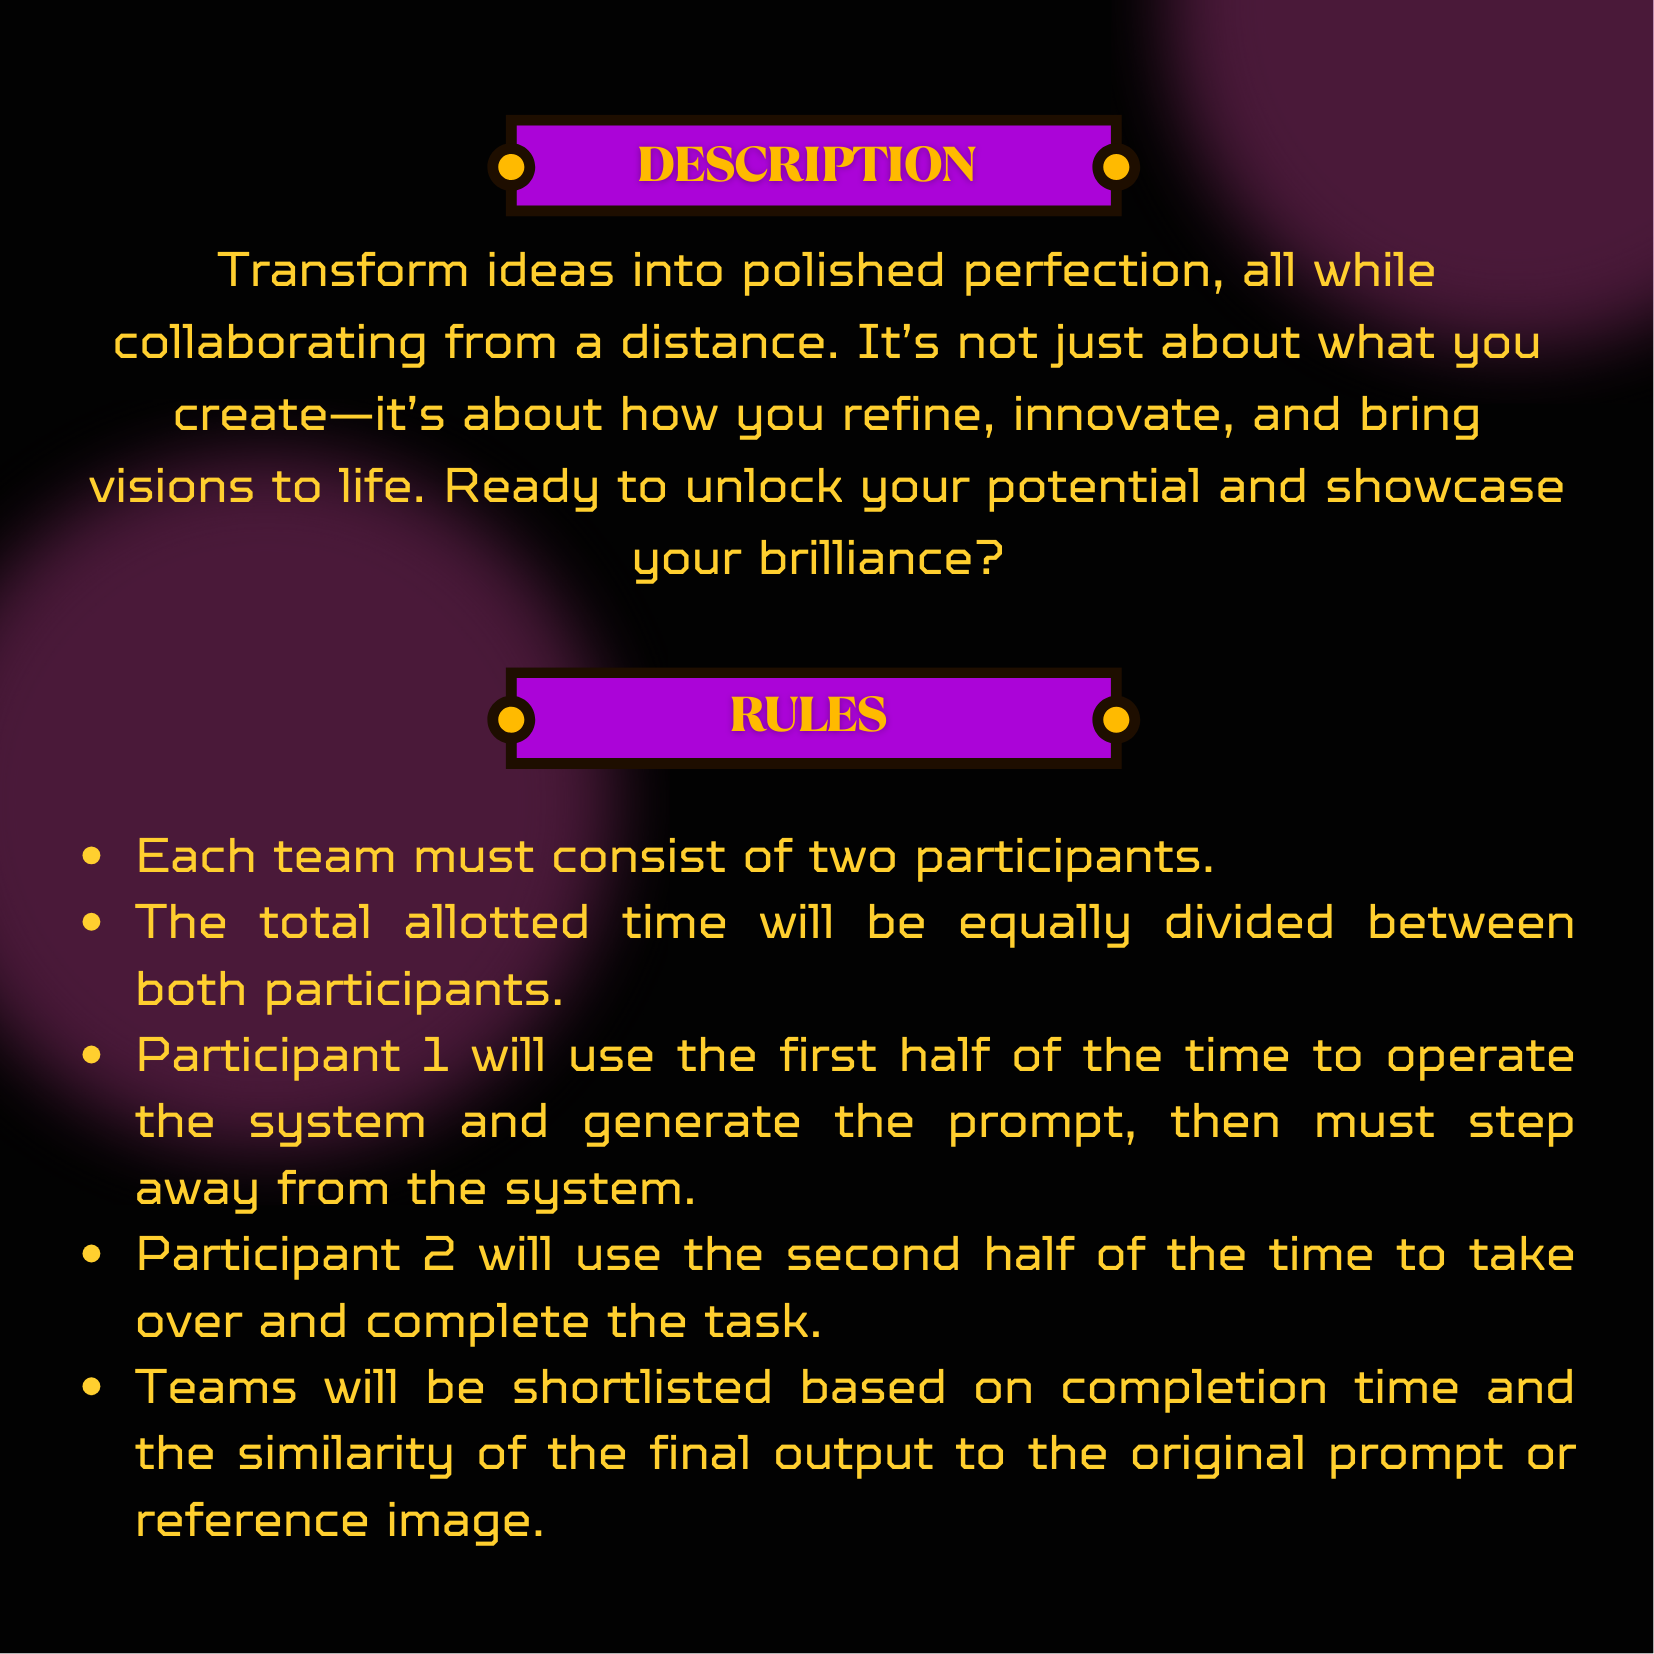 DESCRIPTION
Transform ideas into polished perfection, all while
collaborating from a distance. It’s not just about what you
create—it’s about how you refine, innovate, and bring
visions to life. Ready to unlock your potential and showcase
your brilliance?
RULES
• Each team must consist of two participants.
• The total allotted time will be equally divided between
both participants.
• Participant 1 will use the first half of the time to operate
the system and generate the prompt, then must step
away from the system.
• Participant 2 will use the second half of the time to take
over and complete the task.
• Teams will be shortlisted based on completion time and
the similarity of the final output to the original prompt or
reference image.